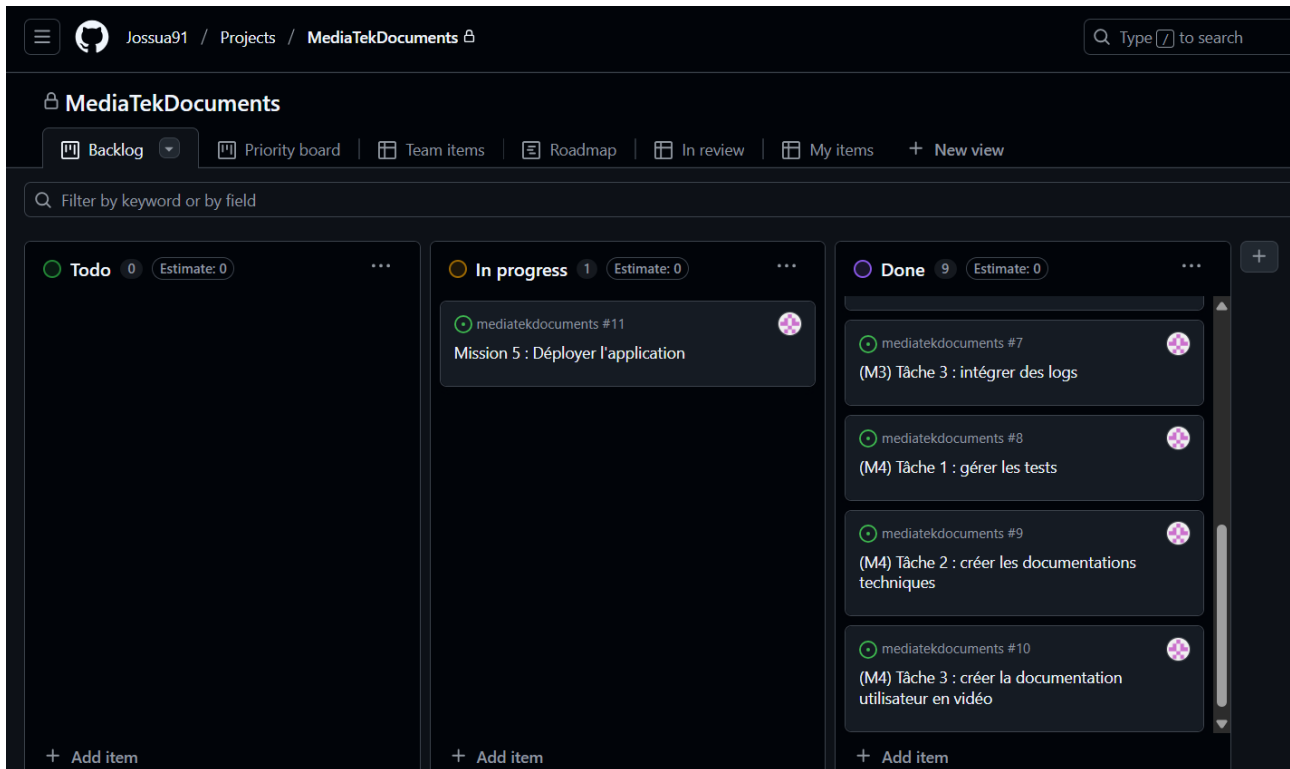 Jossua91 / Projects / MediaTekDocuments
Type / to search
MediaTekDocuments
Backlog
Priority board
Team items
Roadmap
In review
My items
+ New view
Filter by keyword or by field
Todo 0 Estimate: 0 ...
+ Add item
In progress 1 Estimate: 0 ...
mediatekdocuments #11
Mission 5 : Déployer l'application
+ Add item
Done 9 Estimate: 0 ...
mediatekdocuments #7
(M3) Tâche 3 : intégrer des logs
mediatekdocuments #8
(M4) Tâche 1 : gérer les tests
mediatekdocuments #9
(M4) Tâche 2 : créer les documentations
techniques
mediatekdocuments #10
(M4) Tâche 3 : créer la documentation
utilisateur en vidéo
+ Add item
+